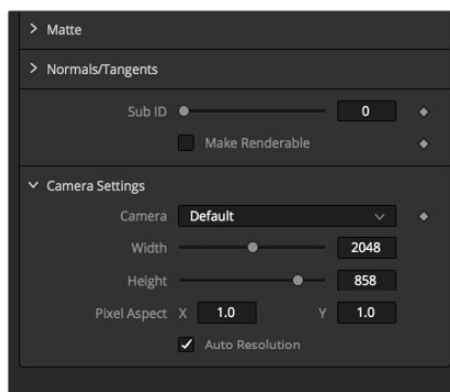 Matte
Normals/Tangents
Sub ID 0
Make Renderable
Camera Settings
Camera Default
Width 2048
Height 858
Pixel Aspect X 1.0 Y 1.0
Auto Resolution